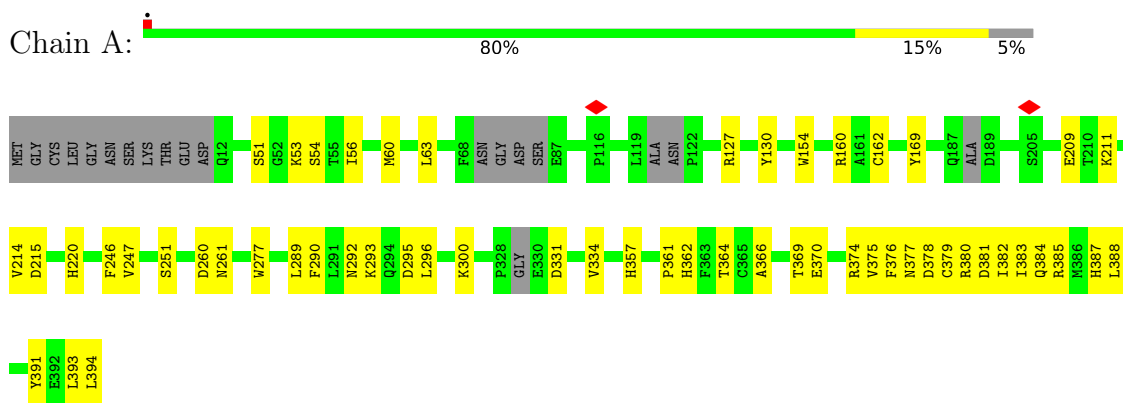 Chain A:
80% 15% 5%
MET GLY CYS LEU GLY ASN SER LYS THR GLU ASP Q12 S51 G52 K53 S54 T55 I56 M60 L63 F68 ASN GLY ASP SER E87 P116 L119 ALA ASN P122 R127 Y130 W154 R160 A161 C162 Y169 Q187 ALA D189 S205 E209 T210 K211
V214 D215 H220 F246 V247 S251 D260 N261 W277 L289 F290 L291 N292 K293 Q294 D295 L296 K300 P328 GLY E330 D331 V334 H357 P361 H362 F363 T364 C365 A366 T369 E370 R374 V375 F376 N377 D378 C379 R380 D381 I382 I383 Q384 R385 M386 H387 L388
Y391 E392 L393 L394